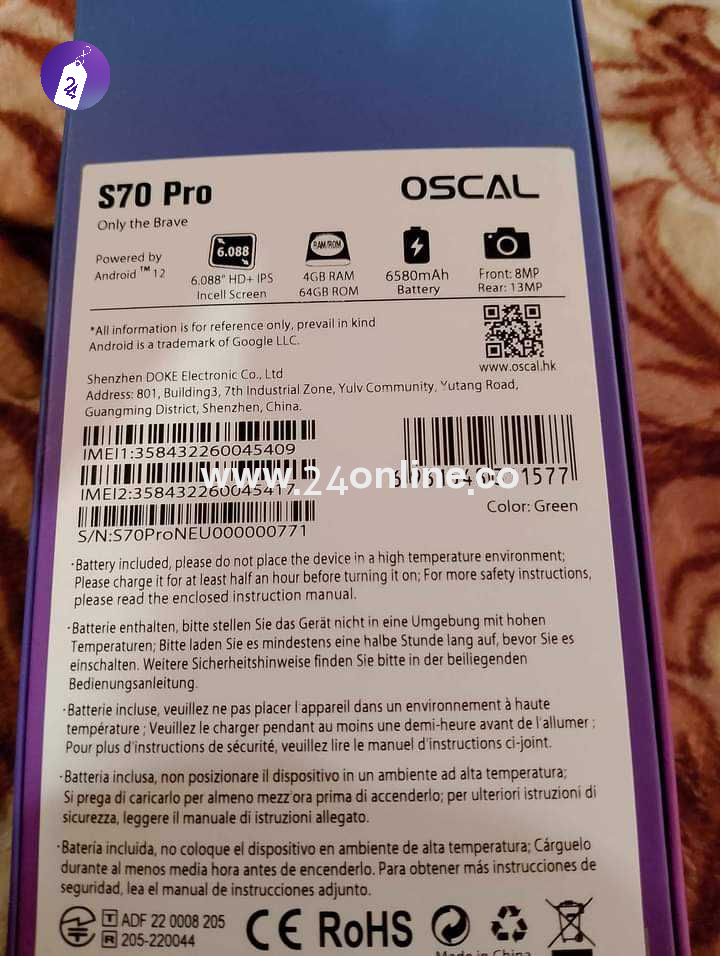 24
S70 Pro
OSCAL
Only the Brave
Powered by
Android™ 12
6.088
6.088" HD+ IPS
Incell Screen
RAM/ROM
4GB RAM
64GB ROM
6580mAh
Battery
Front: 8MP
Rear: 13MP
*All information is for reference only, prevail in kind
Android is a trademark of Google LLC.
www.oscal.hk
Shenzhen DOKE Electronic Co., Ltd
Address: 801, Building3, 7th Industrial Zone, Yulv Community, Yutang Road,
Guangming District, Shenzhen, China.
IMEI1:358432260045409
www.24online.co
IMEI2:358432260045417
S/N:S70ProNEU000000771
Color: Green
·Battery included, please do not place the device in a high temperature environment;
Please charge it for at least half an hour before turning it on; For more safety instructions,
please read the enclosed instruction manual.
·Batterie enthalten, bitte stellen Sie das Gerät nicht in eine Umgebung mit hohen
Temperaturen; Bitte laden Sie es mindestens eine halbe Stunde lang auf, bevor Sie es
einschalten. Weitere Sicherheitshinweise finden Sie bitte in der beiliegenden
Bedienungsanleitung.
·Batterie incluse, veuillez ne pas placer l'appareil dans un environnement à haute
température ; Veuillez le charger pendant au moins une demi-heure avant de l'allumer ;
Pour plus d'instructions de sécurité, veuillez lire le manuel d'instructions ci-joint.
·Batteria inclusa, non posizionare il dispositivo in un ambiente ad alta temperatura;
Si prega di caricarlo per almeno mezz'ora prima di accenderlo; per ulteriori istruzioni di
sicurezza, leggere il manuale di istruzioni allegato.
·Batería incluida, no coloque el dispositivo en ambiente de alta temperatura; Cárguelo
durante al menos media hora antes de encenderlo. Para obtener más instrucciones de
seguridad, lea el manual de instrucciones adjunto.
T ADF 22 0008 205
R 205-220044
CE RoHS
Made in China